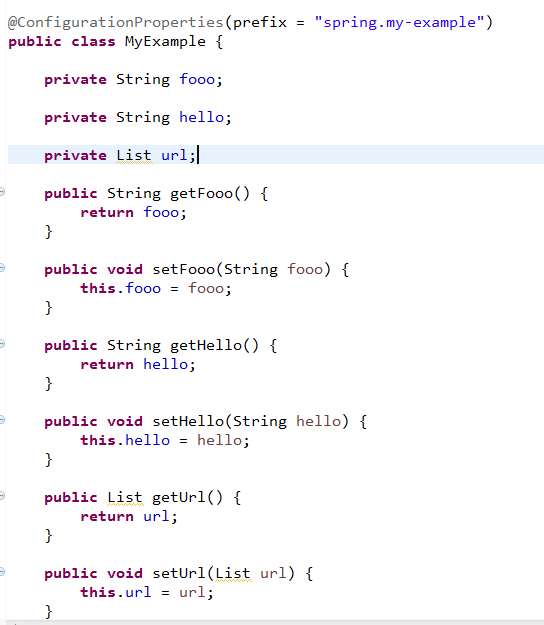 @ConfigurationProperties(prefix = "spring.my-example")
public class MyExample {
private String fooo;
private String hello;
private List url;
public String getFooo() {
return fooo;
}
public void setFooo(String fooo) {
this.fooo = fooo;
}
public String getHello() {
return hello;
}
public void setHello(String hello) {
this.hello = hello;
}
public List getUrl() {
return url;
}
public void setUrl(List url) {
this.url = url;
}